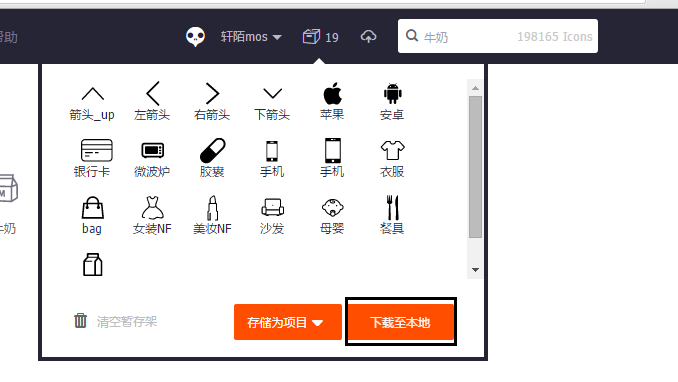 帮助 轩陌mos 19 牛奶 198165 Icons
箭头_up 左箭头 右箭头 下箭头 苹果 安卓
银行卡 微波炉 胶囊 手机 手机 衣服
牛奶 bag 女装NF 美妆NF 沙发 母婴 餐具
清空暂存架 存储为项目 下载至本地